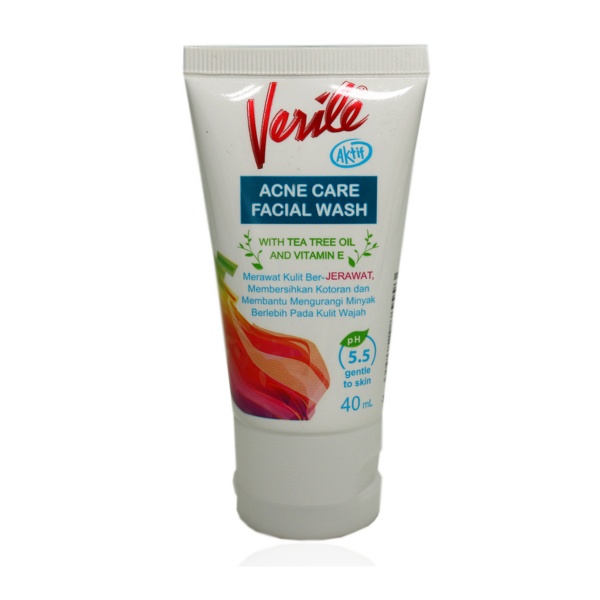 Verile®
Aktif
ACNE CARE
FACIAL WASH
WITH TEA TREE OIL
AND VITAMIN E
Merawat Kulit Ber-JERAWAT,
Membersihkan Kotoran dan
Membantu Mengurangi Minyak
Berlebih Pada Kulit Wajah
pH
5.5
gentle
to skin
40 mL